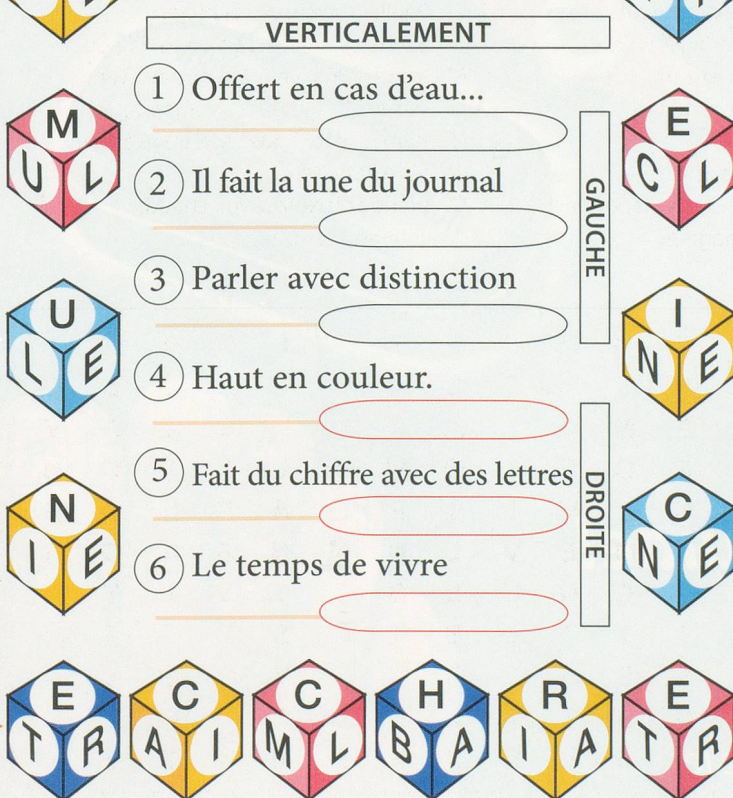 VERTICALEMENT
1 Offert en cas d'eau...
2 Il fait la une du journal
3 Parler avec distinction
4 Haut en couleur.
5 Fait du chiffre avec des lettres
6 Le temps de vivre
GAUCHE
DROITE
M
U L
U
L E
N
I E
E
C L
I
N E
C
N E
E C C H R E
T R A I M L B A I A T R